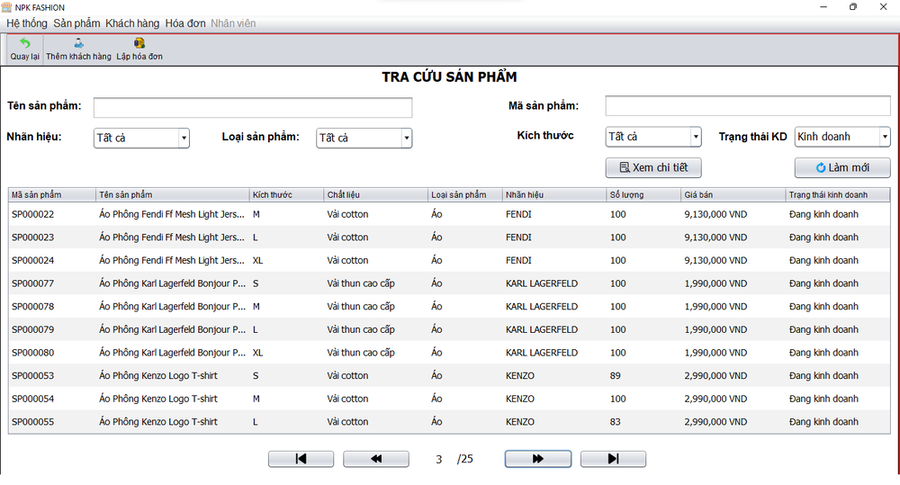 NPK FASHION
Hệ thống Sản phẩm Khách hàng Hóa đơn Nhân viên
Quay lại Thêm khách hàng Lập hóa đơn
TRA CỨU SẢN PHẨM
Tên sản phẩm: Mã sản phẩm:
Nhãn hiệu: Tất cả Loại sản phẩm: Tất cả Kích thước Tất cả Trạng thái KD Kinh doanh
Xem chi tiết Làm mới
Mã sản phẩm Tên sản phẩm Kích thước Chất liệu Loại sản phẩm Nhãn hiệu Số lượng Giá bán Trạng thái kinh doanh
SP000022 Áo Phông Fendi Ff Mesh Light Jers... M Vải cotton Áo FENDI 100 9,130,000 VND Đang kinh doanh
SP000023 Áo Phông Fendi Ff Mesh Light Jers... L Vải cotton Áo FENDI 100 9,130,000 VND Đang kinh doanh
SP000024 Áo Phông Fendi Ff Mesh Light Jers... XL Vải cotton Áo FENDI 100 9,130,000 VND Đang kinh doanh
SP000077 Áo Phông Karl Lagerfeld Bonjour P... S Vải thun cao cấp Áo KARL LAGERFELD 100 1,990,000 VND Đang kinh doanh
SP000078 Áo Phông Karl Lagerfeld Bonjour P... M Vải thun cao cấp Áo KARL LAGERFELD 100 1,990,000 VND Đang kinh doanh
SP000079 Áo Phông Karl Lagerfeld Bonjour P... L Vải thun cao cấp Áo KARL LAGERFELD 100 1,990,000 VND Đang kinh doanh
SP000080 Áo Phông Karl Lagerfeld Bonjour P... XL Vải thun cao cấp Áo KARL LAGERFELD 100 1,990,000 VND Đang kinh doanh
SP000053 Áo Phông Kenzo Logo T-shirt S Vải cotton Áo KENZO 89 2,990,000 VND Đang kinh doanh
SP000054 Áo Phông Kenzo Logo T-shirt M Vải cotton Áo KENZO 100 2,990,000 VND Đang kinh doanh
SP000055 Áo Phông Kenzo Logo T-shirt L Vải cotton Áo KENZO 83 2,990,000 VND Đang kinh doanh
3 /25